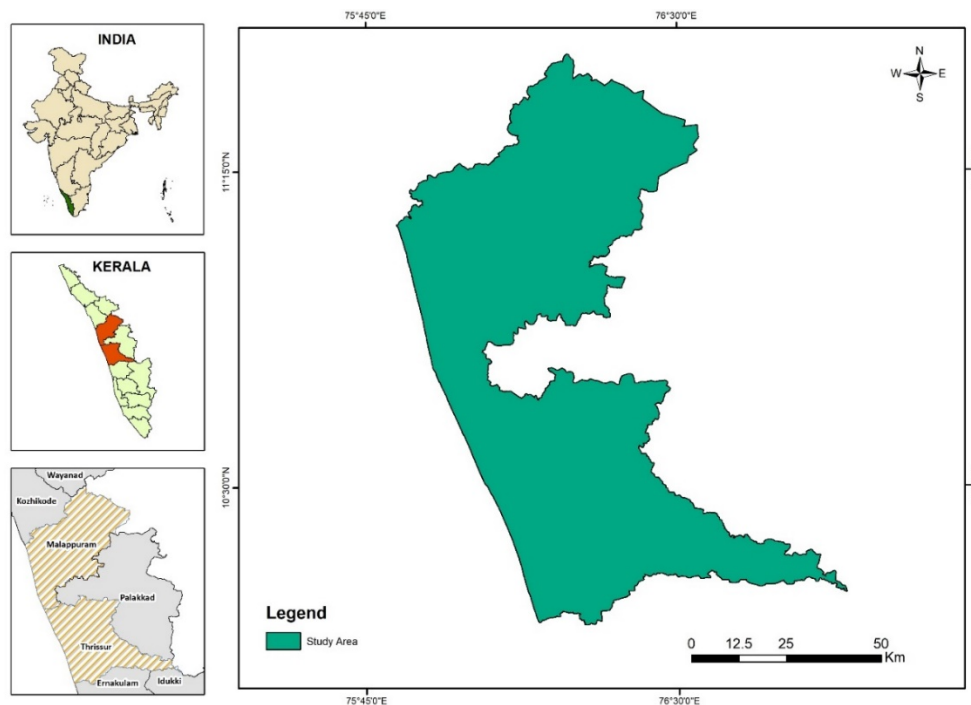 INDIA
KERALA
Wayanad
Kozhikode
Malappuram
Palakkad
Thrissur
Ernakulam
Idukki
75°45'0"E
76°30'0"E
N
W E
S
11°15'0"N
10°30'0"N
Legend
Study Area
0 12.5 25 50
Km
75°45'0"E
76°30'0"E